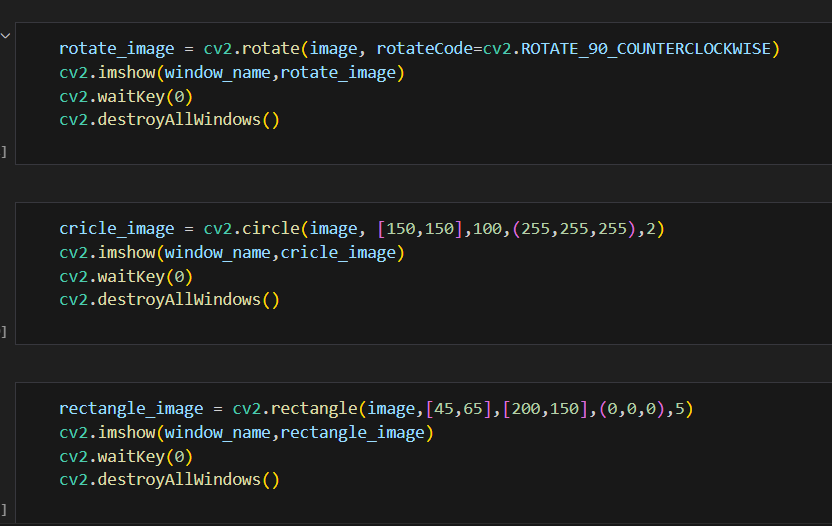 rotate_image = cv2.rotate(image, rotateCode=cv2.ROTATE_90_COUNTERCLOCKWISE)
cv2.imshow(window_name,rotate_image)
cv2.waitKey(0)
cv2.destroyAllWindows()
]
cricle_image = cv2.circle(image, [150,150],100,(255,255,255),2)
cv2.imshow(window_name,cricle_image)
cv2.waitKey(0)
cv2.destroyAllWindows()
]
rectangle_image = cv2.rectangle(image,[45,65],[200,150],(0,0,0),5)
cv2.imshow(window_name,rectangle_image)
cv2.waitKey(0)
cv2.destroyAllWindows()
]